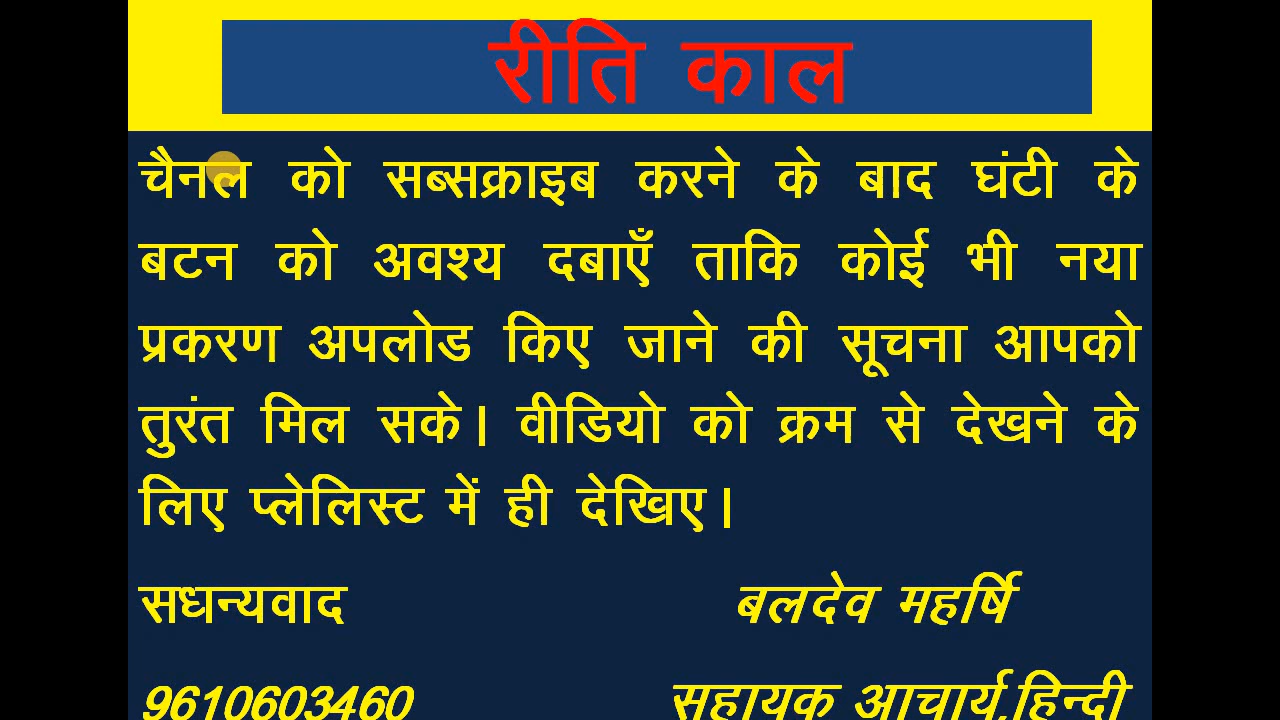 रीति काल
चैनल को सब्सक्राइब करने के बाद घंटी के
बटन को अवश्य दबाएँ ताकि कोई भी नया
प्रकरण अपलोड किए जाने की सूचना आपको
तुरंत मिल सके। वीडियो को क्रम से देखने के
लिए प्लेलिस्ट में ही देखिए।
सधन्यवाद बलदेव महर्षि
9610603460 सहायक आचार्य,हिन्दी